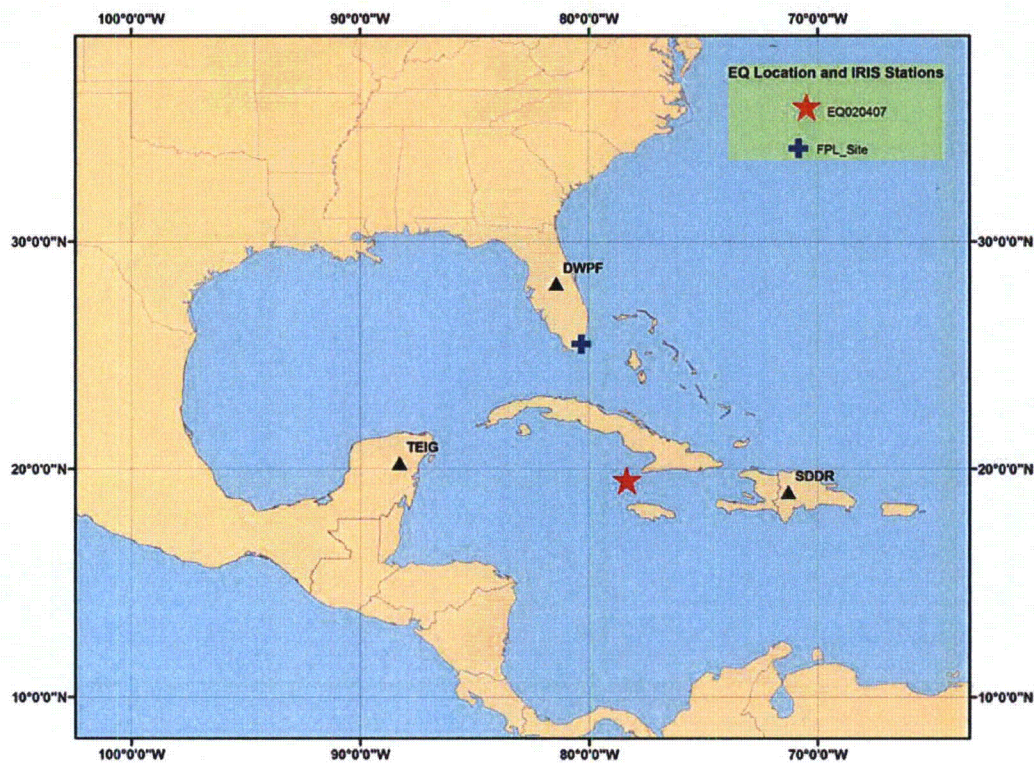 100°0'0"W 90°0'0"W 80°0'0"W 70°0'0"W
EQ Location and IRIS Stations
EQ020407
FPL_Site
30°0'0"N 30°0'0"N
DWPF
TEIG
20°0'0"N 20°0'0"N
SDDR
10°0'0"N 10°0'0"N
100°0'0"W 90°0'0"W 80°0'0"W 70°0'0"W